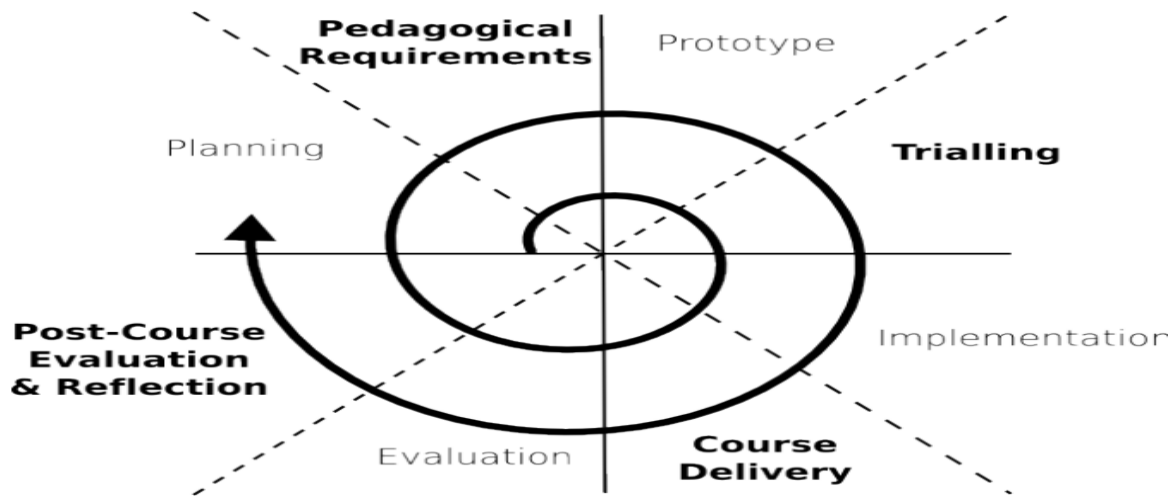 Pedagogical
Requirements
Prototype
Planning
Trialling
Post-Course
Evaluation
& Reflection
Implementation
Evaluation
Course
Delivery